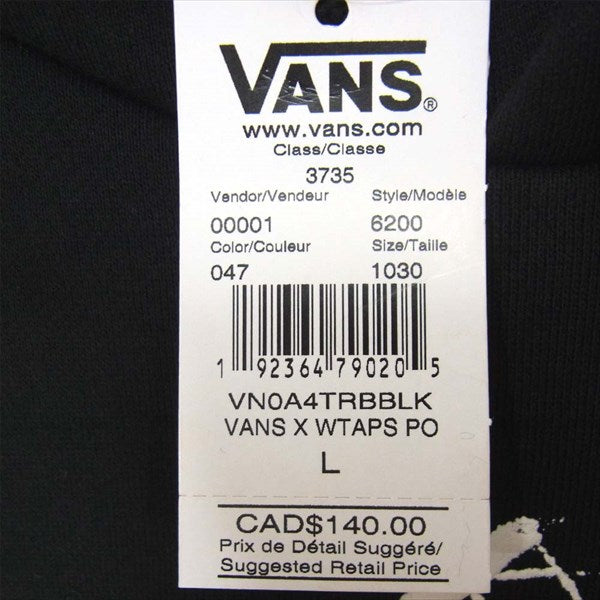 VANS®
www.vans.com
Class/Classe
3735
Vendor/Vendeur Style/Modèle
00001 6200
Color/Couleur Size/Taille
047 1030
1 92364 79020 5
VN0A4TRBBLK
VANS X WTAPS PO
L
CAD$140.00
Prix de Détail Suggéré/
Suggested Retail Price